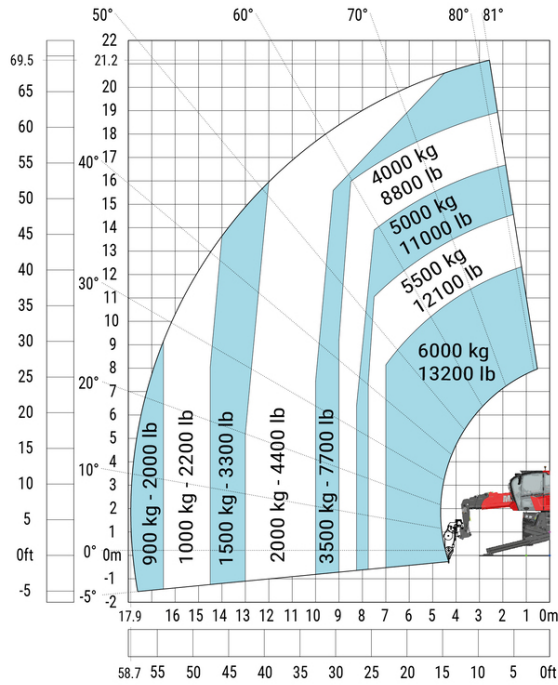 50° 60° 70° 80° 81°
22
69.5 21.2
20
65 19
60 18
40° 17
55 16
50 15
14
45 13
40 30° 12
11
35 10
30 9
8
25 20° 7
20 6
5
15 4
10 10° 3
2
5 1
0ft 0° 0m
-1
-5 -5° -2
4000 kg
8800 lb
5000 kg
11000 lb
5500 kg
12100 lb
6000 kg
13200 lb
900 kg - 2000 lb
1000 kg - 2200 lb
1500 kg - 3300 lb
2000 kg - 4400 lb
3500 kg - 7700 lb
17.9 16 15 14 13 12 11 10 9 8 7 6 5 4 3 2 1 0m
58.7 55 50 45 40 35 30 25 20 15 10 5 0ft